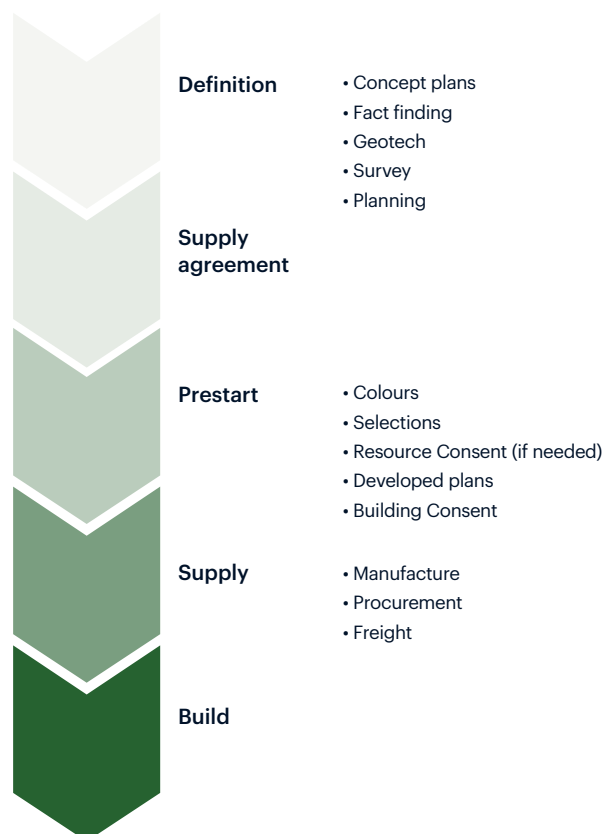 Definition
• Concept plans
• Fact finding
• Geotech
• Survey
• Planning
Supply
agreement
Prestart
• Colours
• Selections
• Resource Consent (if needed)
• Developed plans
• Building Consent
Supply
• Manufacture
• Procurement
• Freight
Build